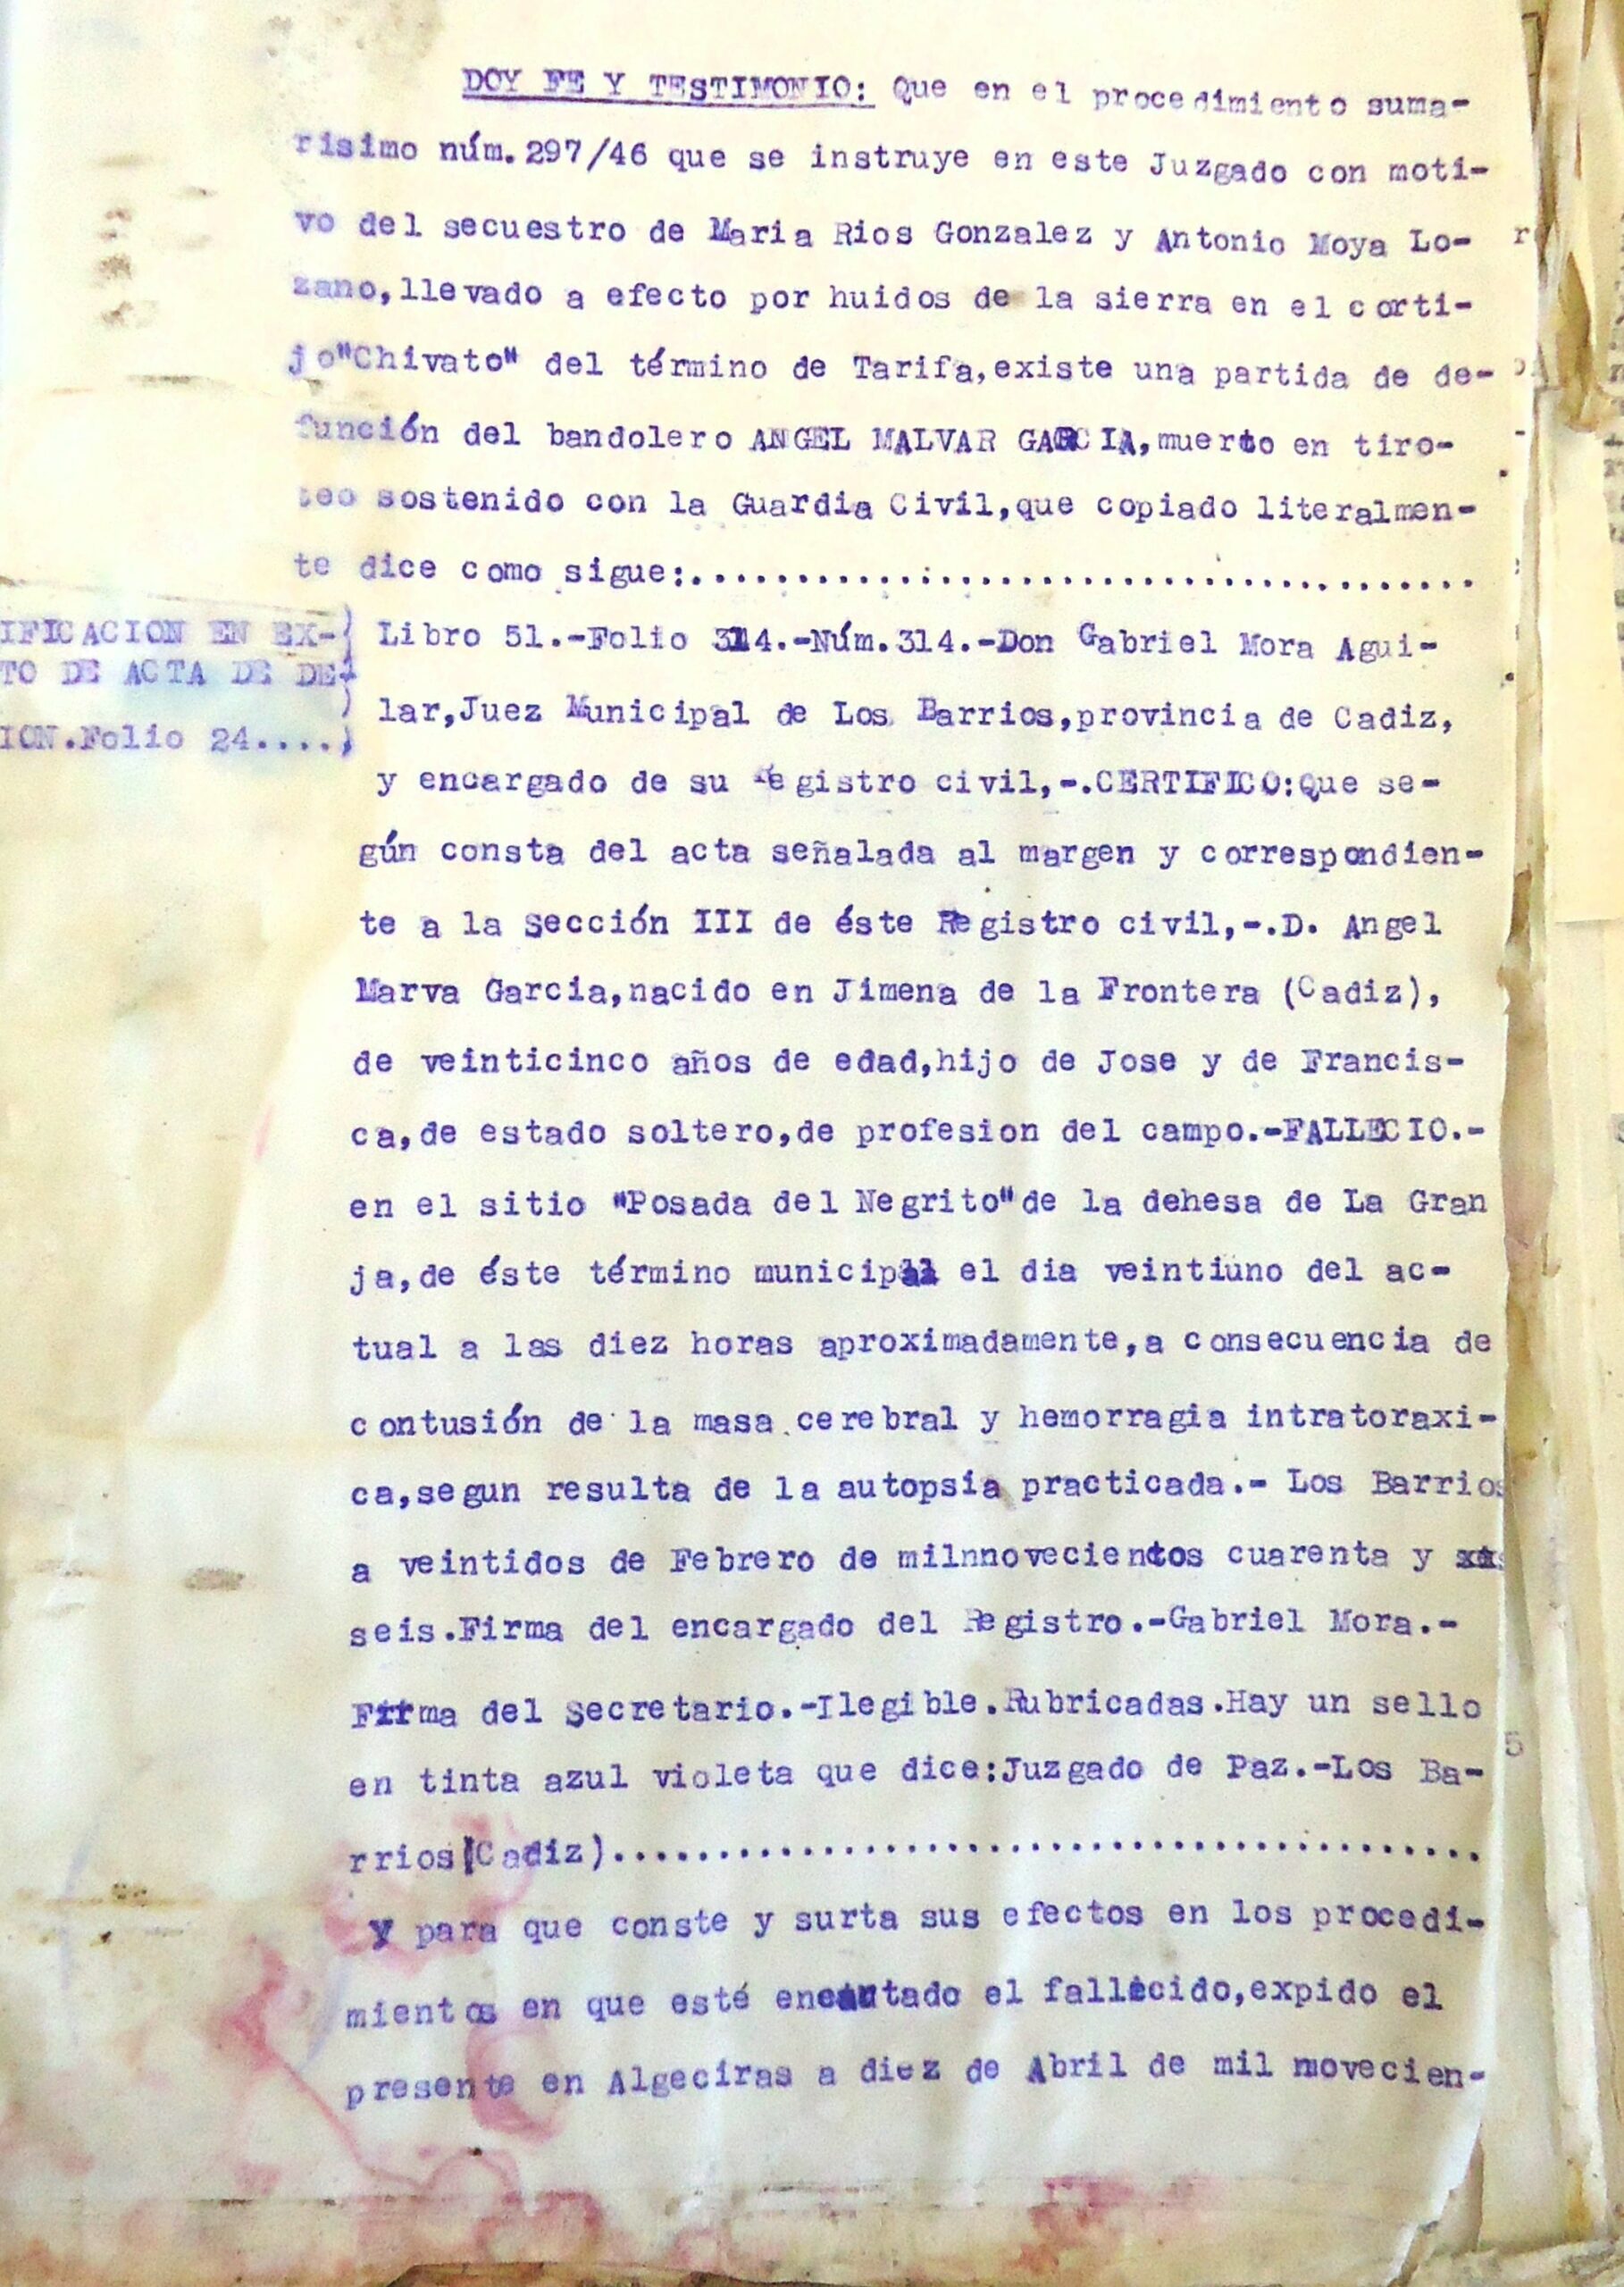 DOY FE Y TESTIMONIO: Que en el procedimiento suma-
risimo núm.297/46 que se instruye en este Juzgado con moti-
vo del secuestro de Maria Rios Gonzalez y Antonio Moya Lo-
zano,llevado a efecto por huidos de la sierra en el corti-
jo"Chivato" del término de Tarifa,existe una partida de de-
función del bandolero ANGEL MALVAR GARCIA,muerto en tiro-
teo sostenido con la Guardia Civil,que copiado literalmen-
te dice como sigue:......................................
IFICACION EN EX-
TO DE ACTA DE DE-
ION.Folio 24....
Libro 51.-Folio 314.-Núm.314.-Don Gabriel Mora Agui-
lar,Juez Municipal de Los Barrios,provincia de Cadiz,
y encargado de su Registro civil,-.CERTIFICO:Que se-
gún consta del acta señalada al margen y correspondien-
te a la Sección III de éste Registro civil,-.D. Angel
Marva Garcia,nacido en Jimena de la Frontera (Cadiz),
de veinticinco años de edad,hijo de Jose y de Francis-
ca,de estado soltero,de profesion del campo.-FALLECIO.-
en el sitio "Posada del Negrito"de la dehesa de La Gran
ja,de éste término municipal el dia veintiuno del ac-
tual a las diez horas aproximadamente,a consecuencia de
contusión de la masa cerebral y hemorragia intratoraxi-
ca,segun resulta de la autopsia practicada.- Los Barrios
a veintidos de Febrero de milnnovecientos cuarenta y
seis.Firma del encargado del Registro.-Gabriel Mora.-
Firma del Secretario.-Ilegible.Rubricadas.Hay un sello
en tinta azul violeta que dice:Juzgado de Paz.-Los Ba-
rrios(Cadiz)..........................................
Y para que conste y surta sus efectos en los procedi-
mientos en que esté encartado el fallecido,expido el
presente en Algeciras a diez de Abril de mil movecien-